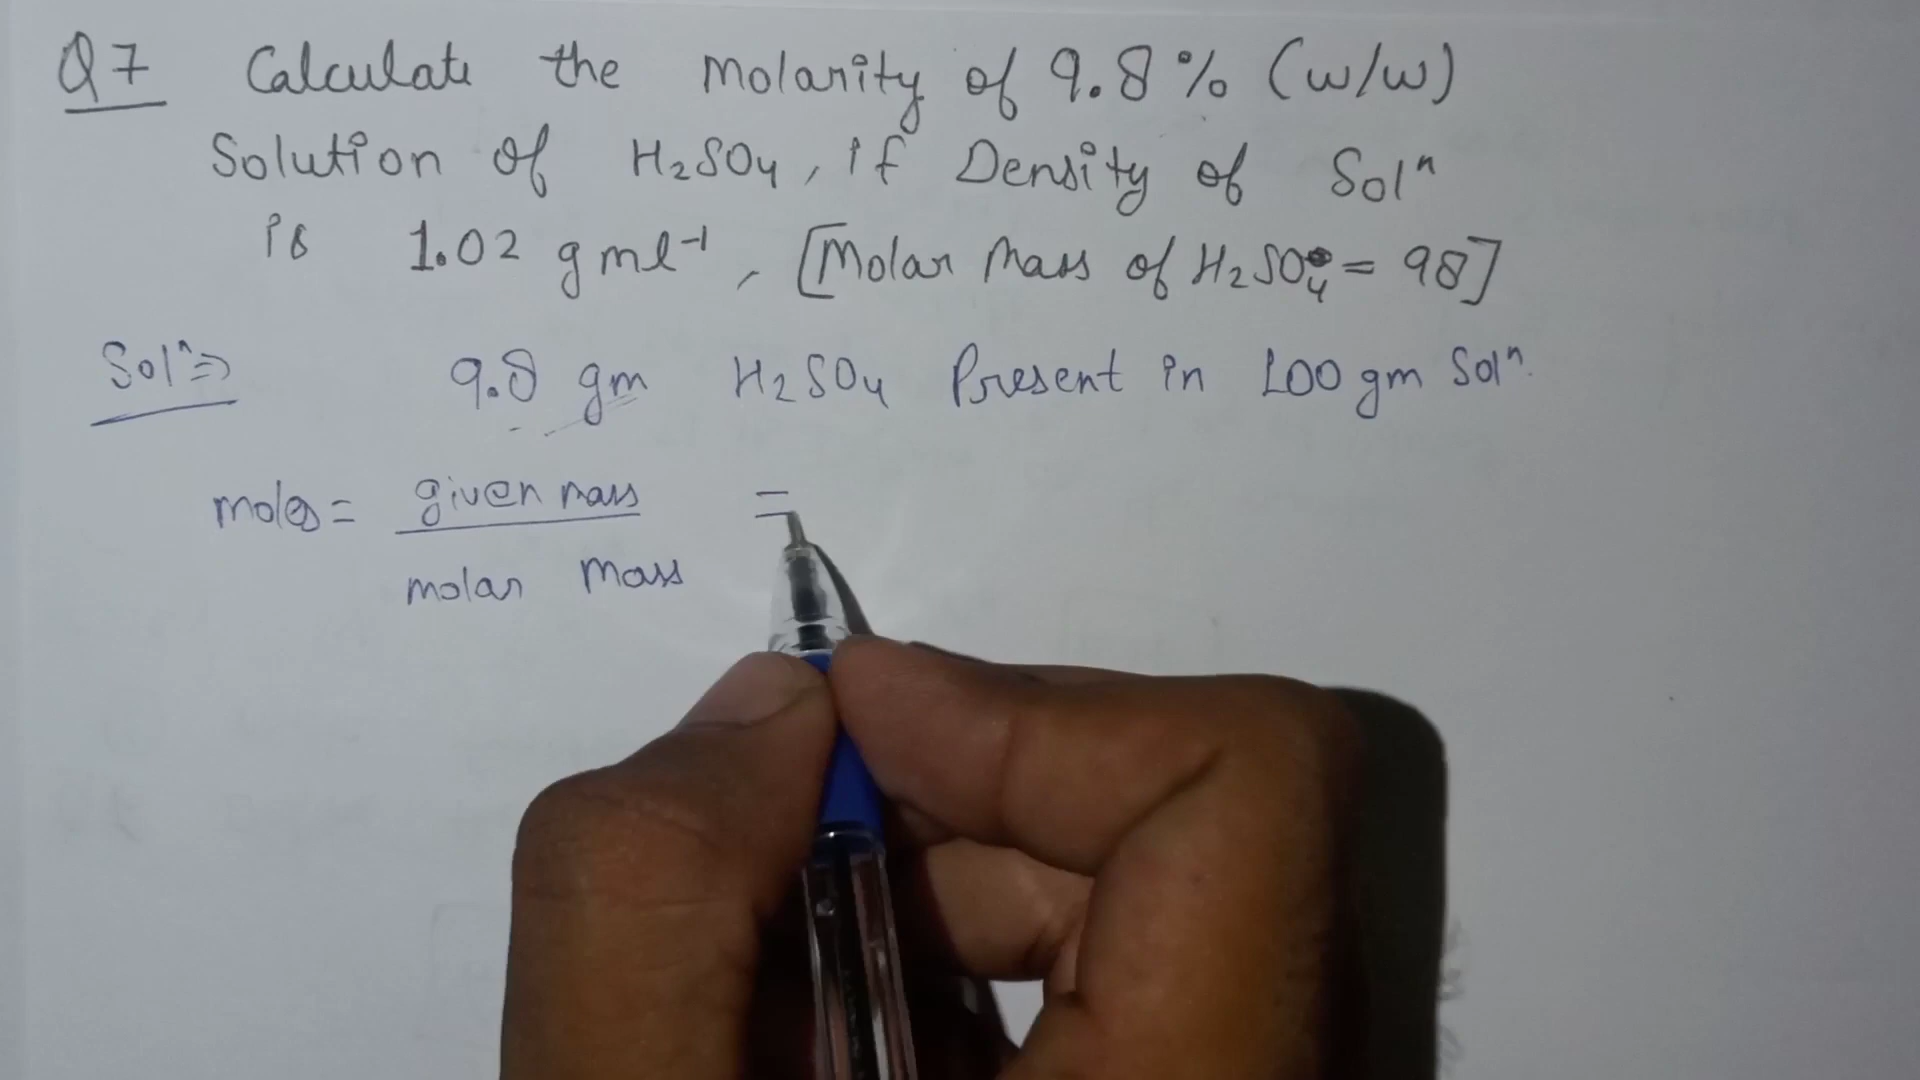 Q7 Calculate the Molarity of 9.8% (w/w)
Solution of H₂SO₄, If Density of Solⁿ
is 1.02 g ml⁻¹, [Molar Mass of H₂SO₄ = 98]
Solⁿ⇒ 9.8 gm H₂SO₄ Present in 100 gm Solⁿ.
moles = given mass =
molar Mass